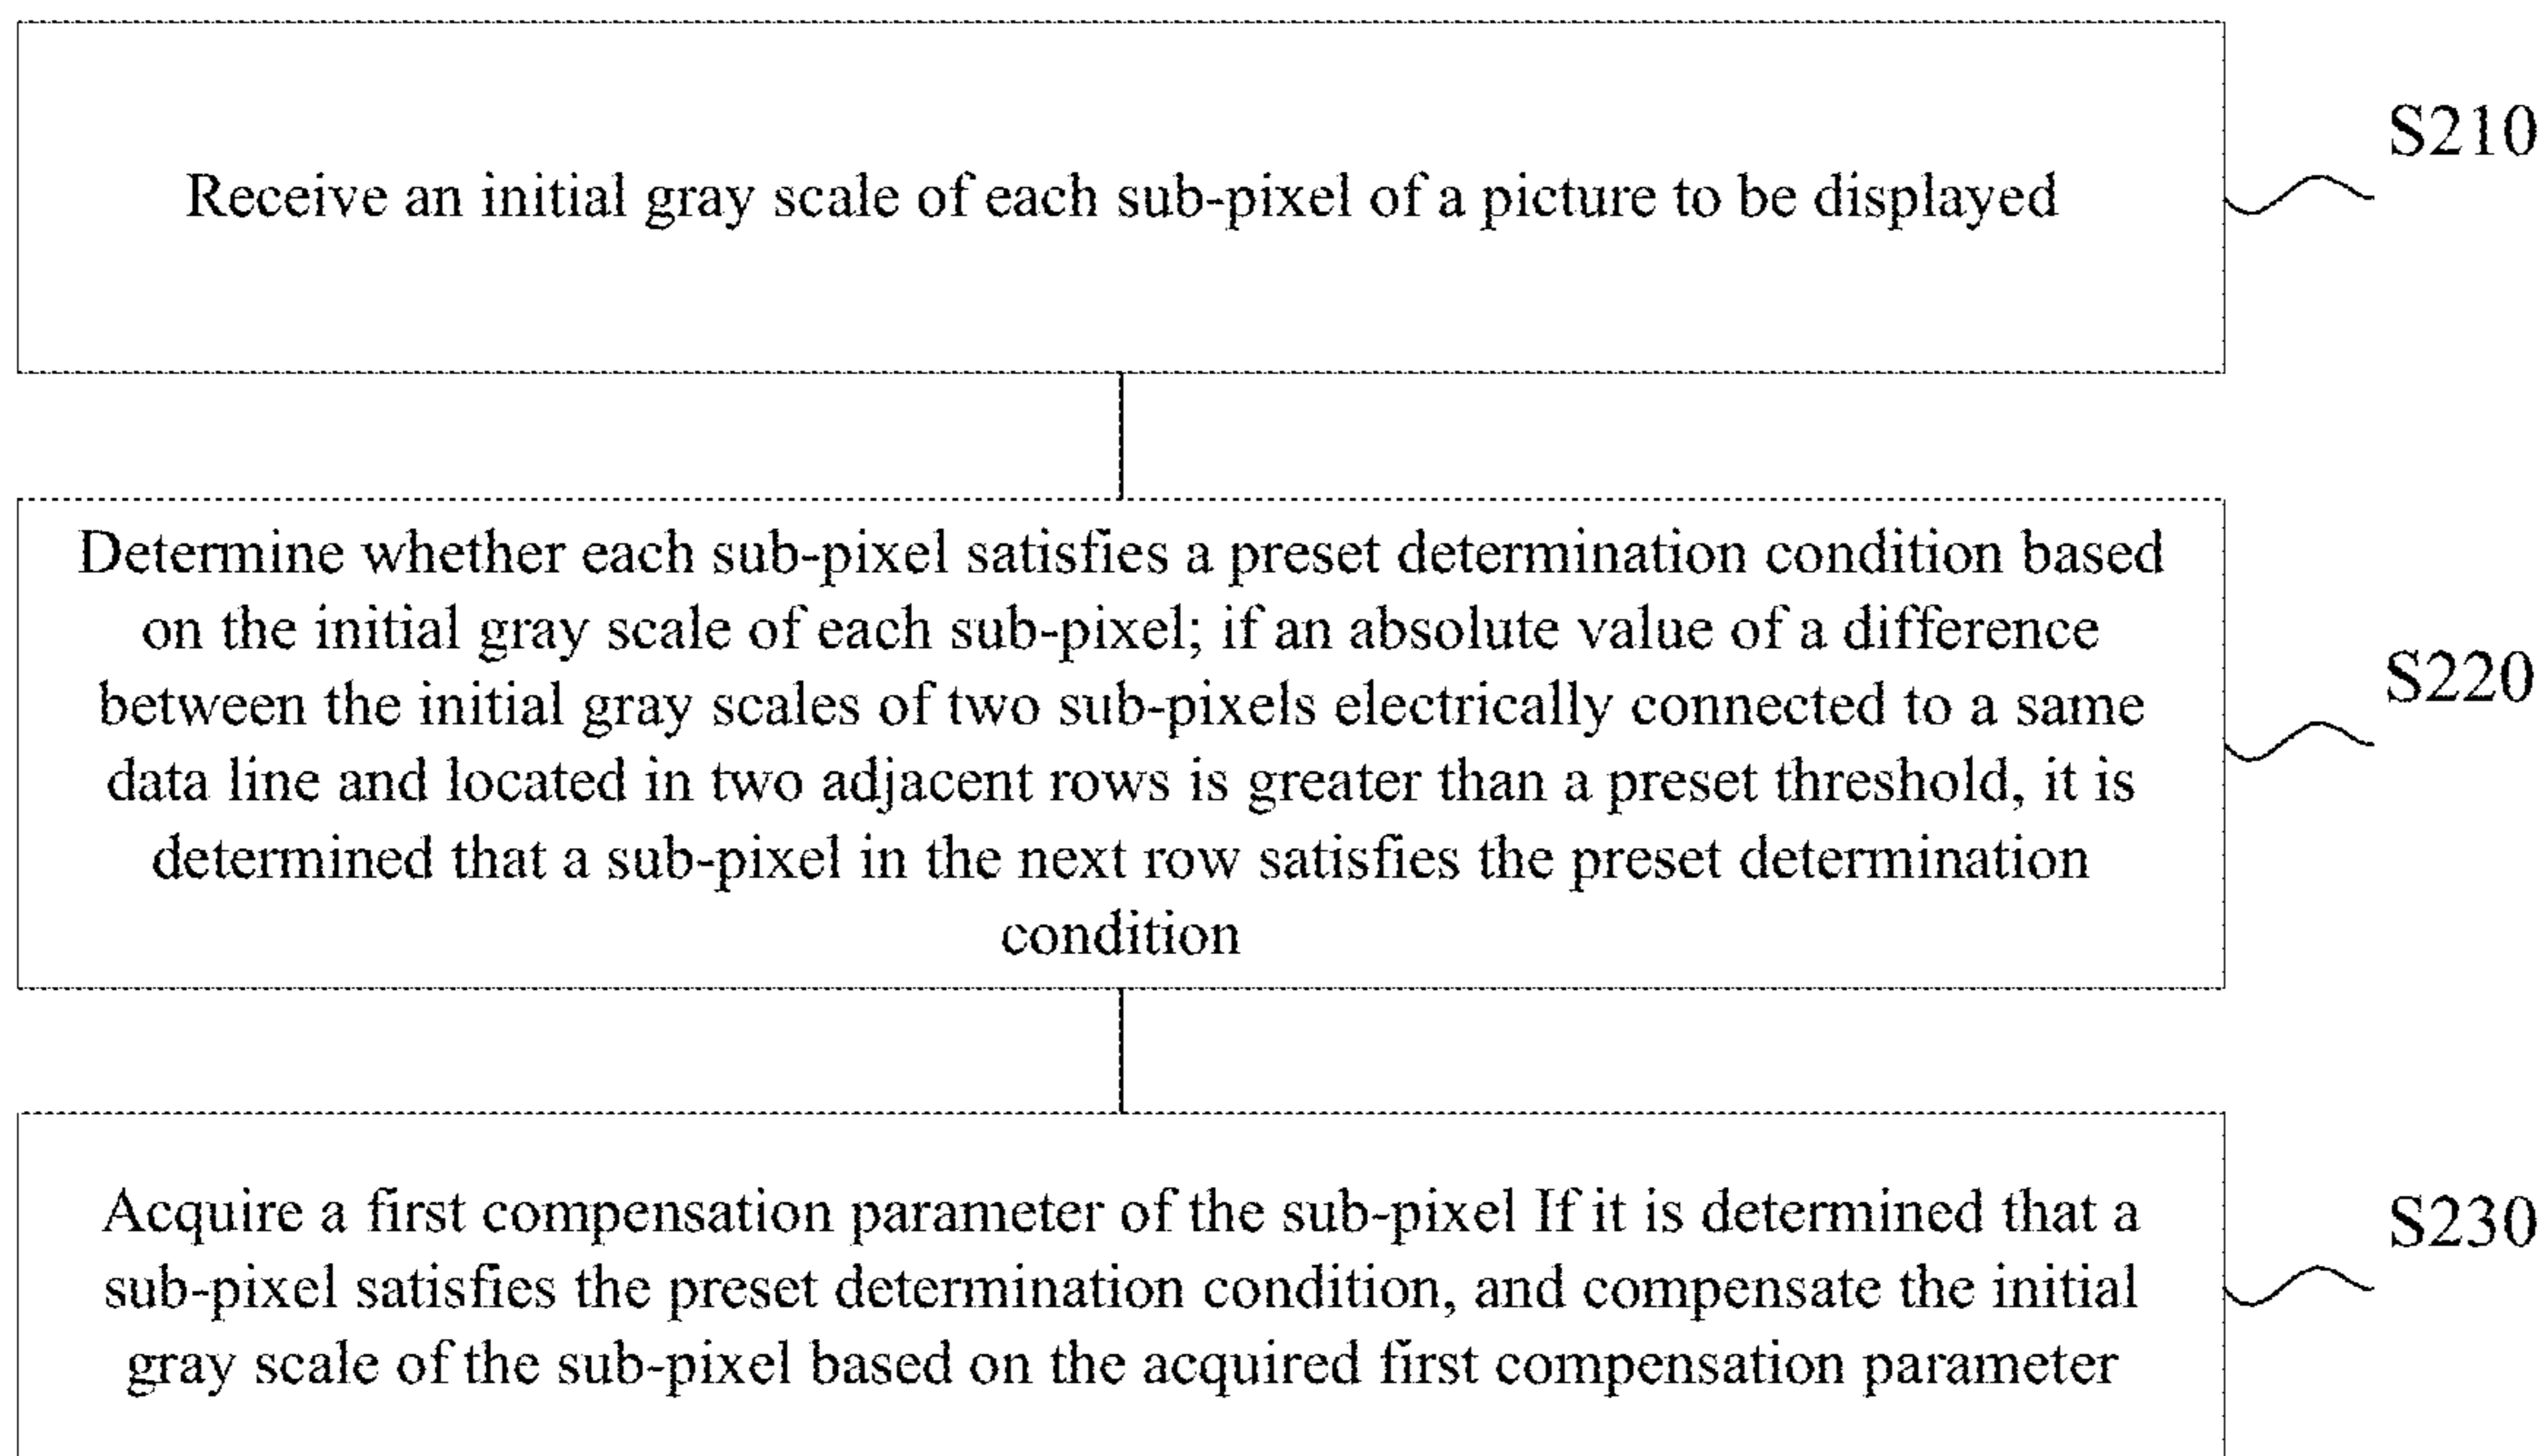 Receive an initial gray scale of each sub-pixel of a picture to be displayed
S210
Determine whether each sub-pixel satisfies a preset determination condition based
on the initial gray scale of each sub-pixel; if an absolute value of a difference
between the initial gray scales of two sub-pixels electrically connected to a same
data line and located in two adjacent rows is greater than a preset threshold, it is
determined that a sub-pixel in the next row satisfies the preset determination
condition
S220
Acquire a first compensation parameter of the sub-pixel If it is determined that a
sub-pixel satisfies the preset determination condition, and compensate the initial
gray scale of the sub-pixel based on the acquired first compensation parameter
S230